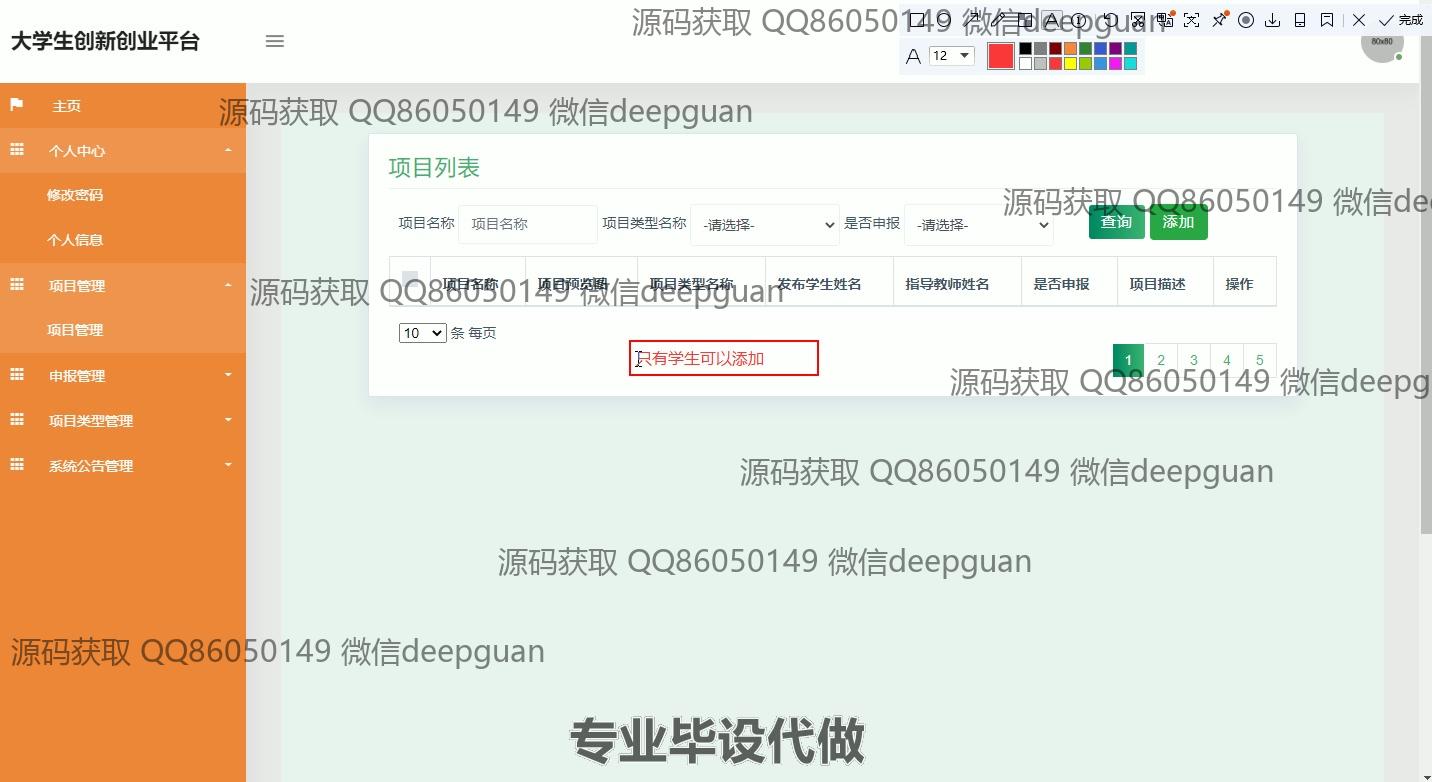 源码获取 QQ86050149 微信deepguan
完成
大学生创新创业平台
12
80x80
主页
源码获取 QQ86050149 微信deepguan
个人中心
项目列表
修改密码
源码获取 QQ86050149 微信dee
项目名称 项目名称 项目类型名称 -请选择- 是否申报 -请选择- 查询 添加
个人信息
项目管理
项目名称 项目预览图 项目类型名称 发布学生姓名 指导教师姓名 是否申报 项目描述 操作
源码获取 QQ86050149 微信deepguan
项目管理
10 条 每页
只有学生可以添加
1 2 3 4 5
申报管理
源码获取 QQ86050149 微信deepg
项目类型管理
系统公告管理
源码获取 QQ86050149 微信deepguan
源码获取 QQ86050149 微信deepguan
源码获取 QQ86050149 微信deepguan
专业毕设代做